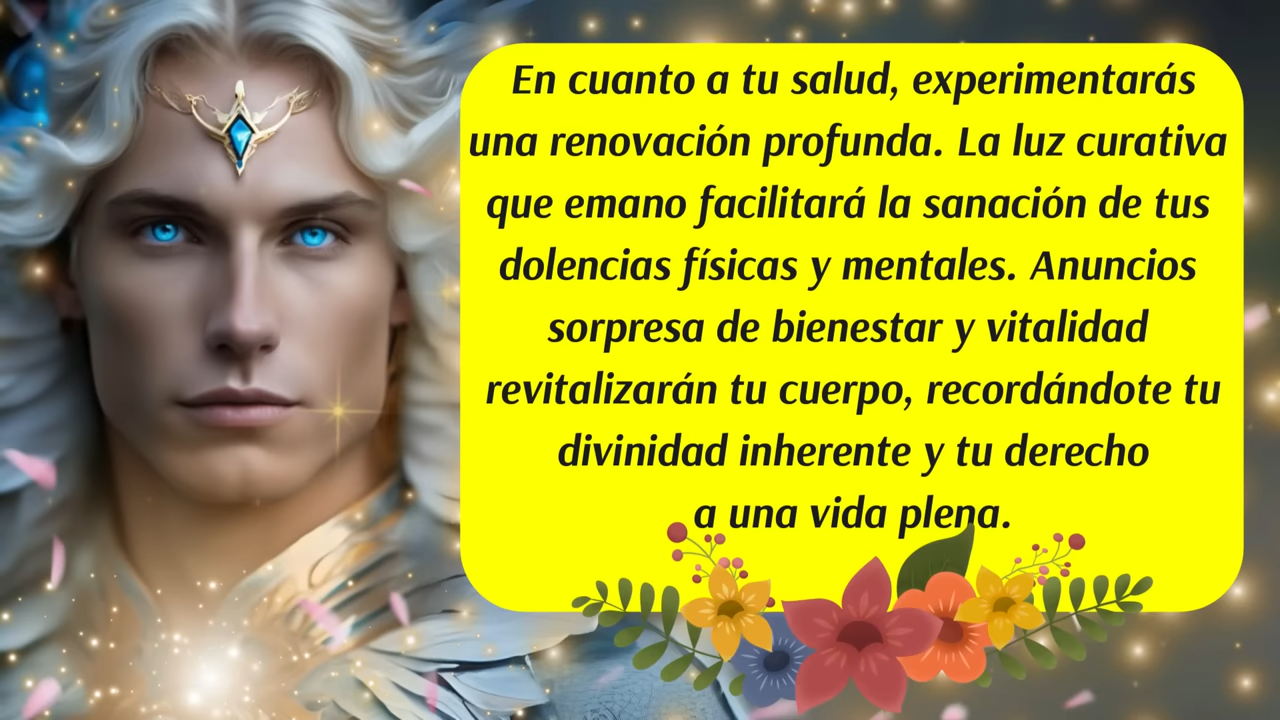 En cuanto a tu salud, experimentarás
una renovación profunda. La luz curativa
que emano facilitará la sanación de tus
dolencias físicas y mentales. Anuncios
sorpresa de bienestar y vitalidad
revitalizarán tu cuerpo, recordándote tu
divinidad inherente y tu derecho
a una vida plena.